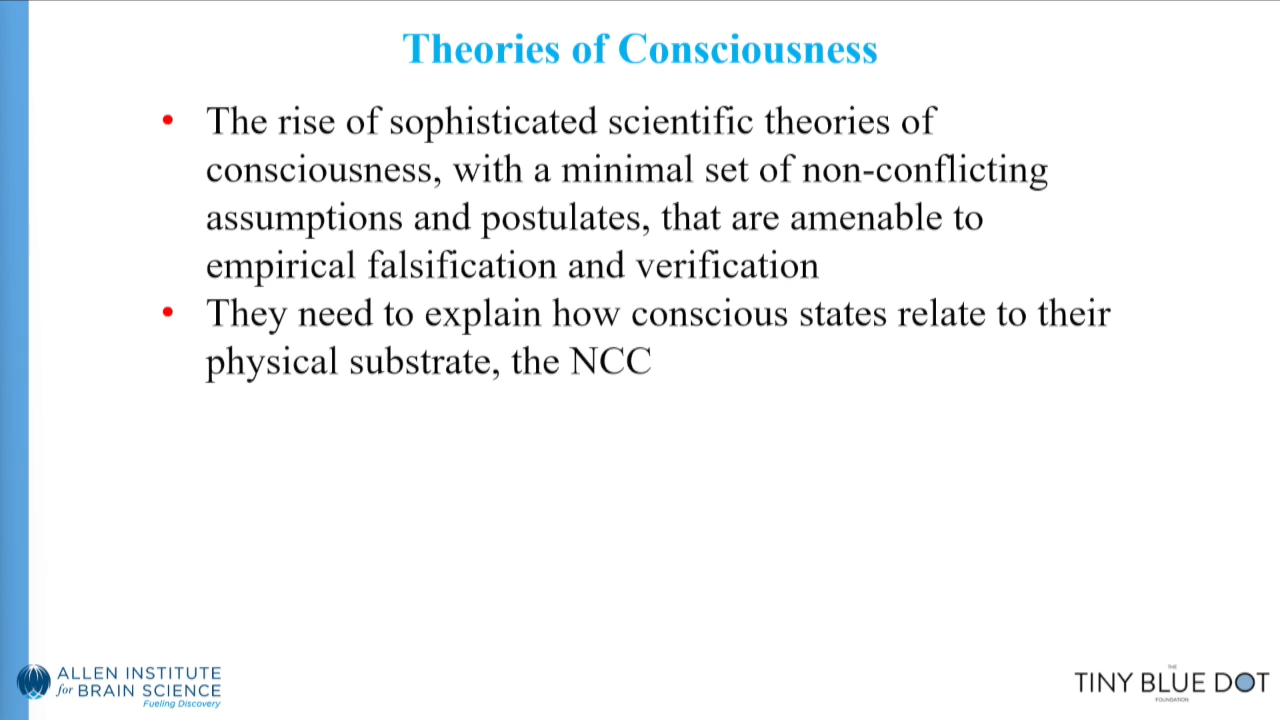 Theories of Consciousness
• The rise of sophisticated scientific theories of
consciousness, with a minimal set of non-conflicting
assumptions and postulates, that are amenable to
empirical falsification and verification
• They need to explain how conscious states relate to their
physical substrate, the NCC
ALLEN INSTITUTE
for BRAIN SCIENCE
Fueling Discovery
THE
TINY BLUE DOT
FOUNDATION